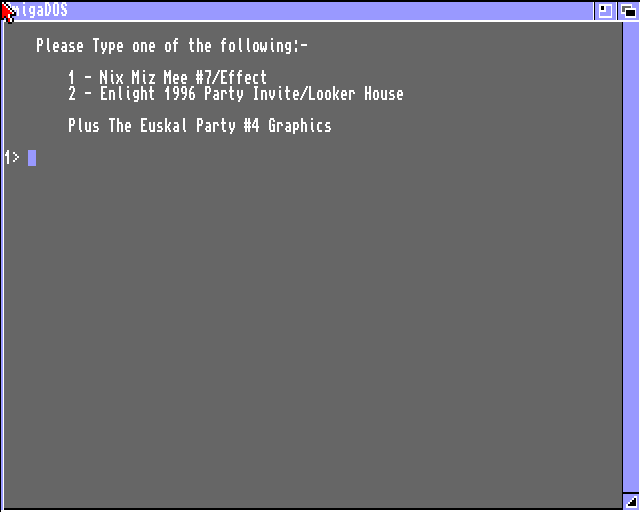 migaDOS
Please Type one of the following:-
1 - Nix Miz Mee #7/Effect
2 - Enlight 1996 Party Invite/Looker House
Plus The Euskal Party #4 Graphics
1>